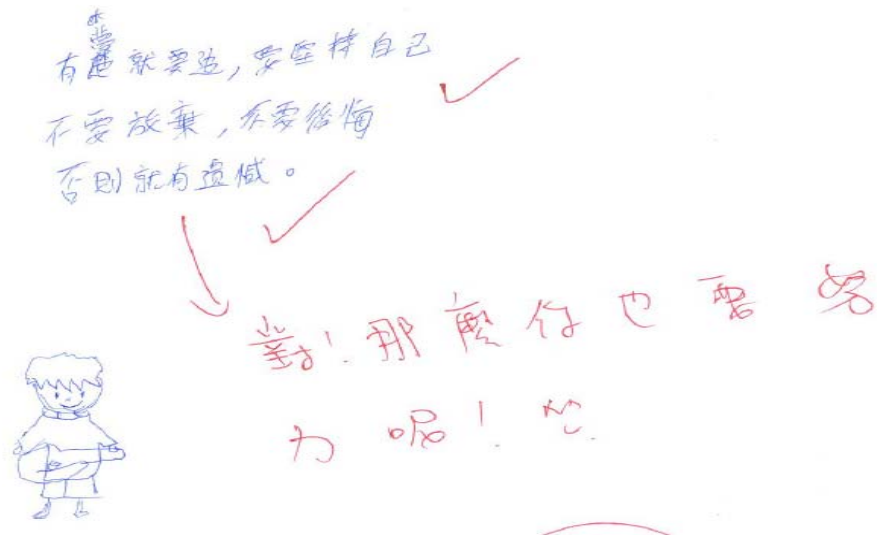 有夢就要追,要堅持自己
不要放棄,不要後悔
否則就有遺憾。
對!那麼你也要努
力呢!